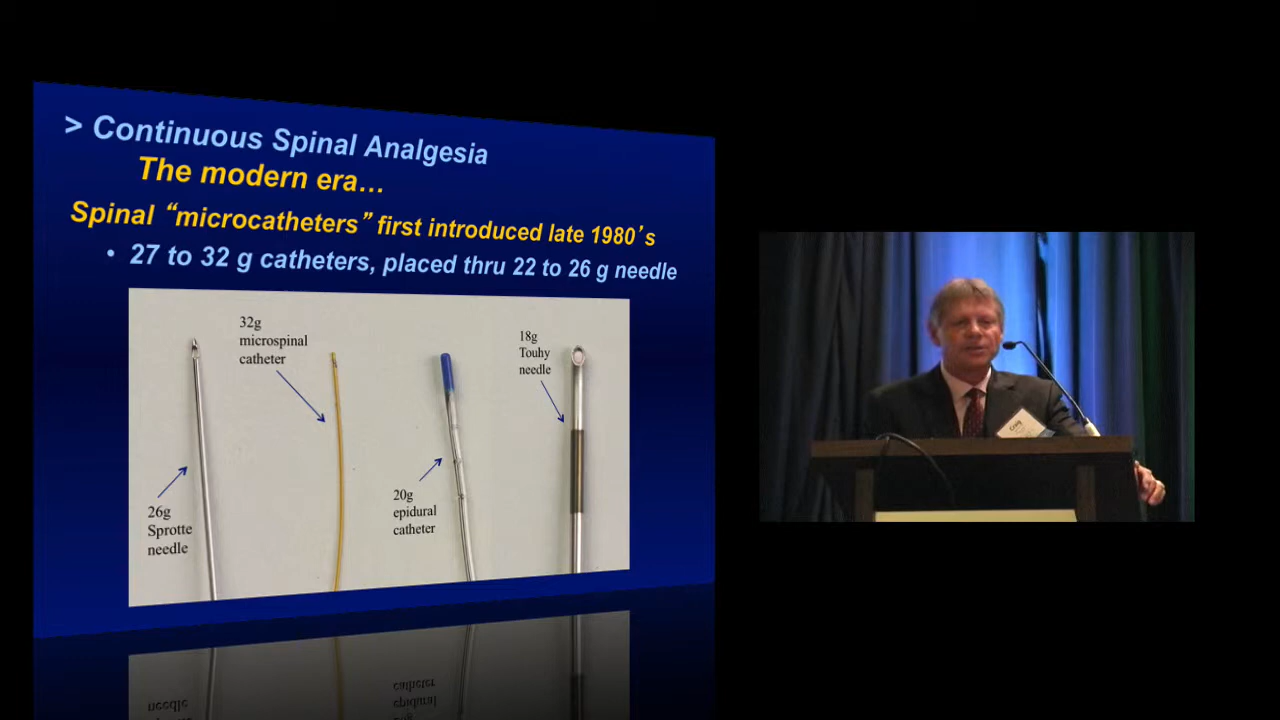 > Continuous Spinal Analgesia
The modern era…
Spinal “microcatheters” first introduced late 1980’s
• 27 to 32 g catheters, placed thru 22 to 26 g needle
32g
microspinal
catheter
18g
Touhy
needle
26g
Sprotte
needle
20g
epidural
catheter
Craig